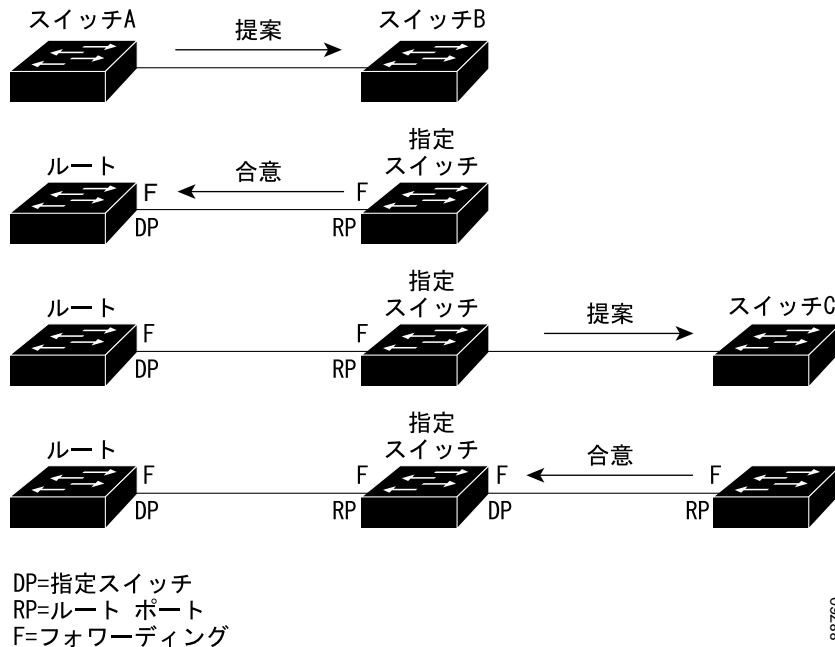 スイッチA
提案
スイッチB
ルート
合意
指定
スイッチ
F
F
DP
RP
ルート
指定
スイッチ
提案
スイッチC
F
F
DP
RP
ルート
指定
スイッチ
合意
F
F
F
F
DP
RP
DP
RP
DP=指定スイッチ
RP=ルート ポート
F=フォワーディング
88760